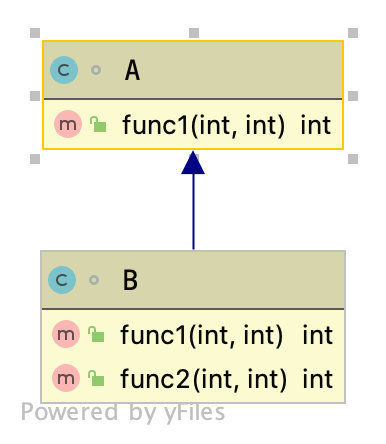 C A
m func1(int, int) int
C B
m func1(int, int) int
m func2(int, int) int
Powered by yFiles